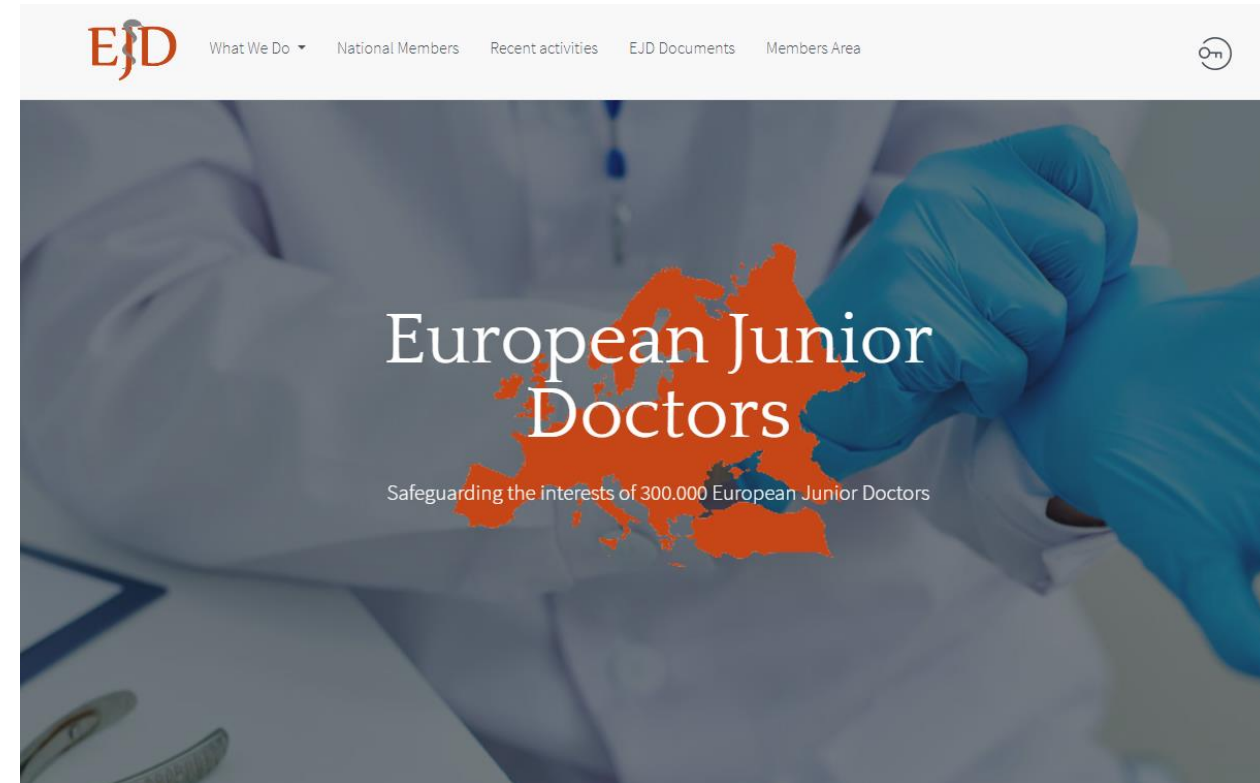 EJD
What We Do
National Members
Recent activities
EJD Documents
Members Area
European Junior
Doctors
Safeguarding the interests of 300.000 European Junior Doctors